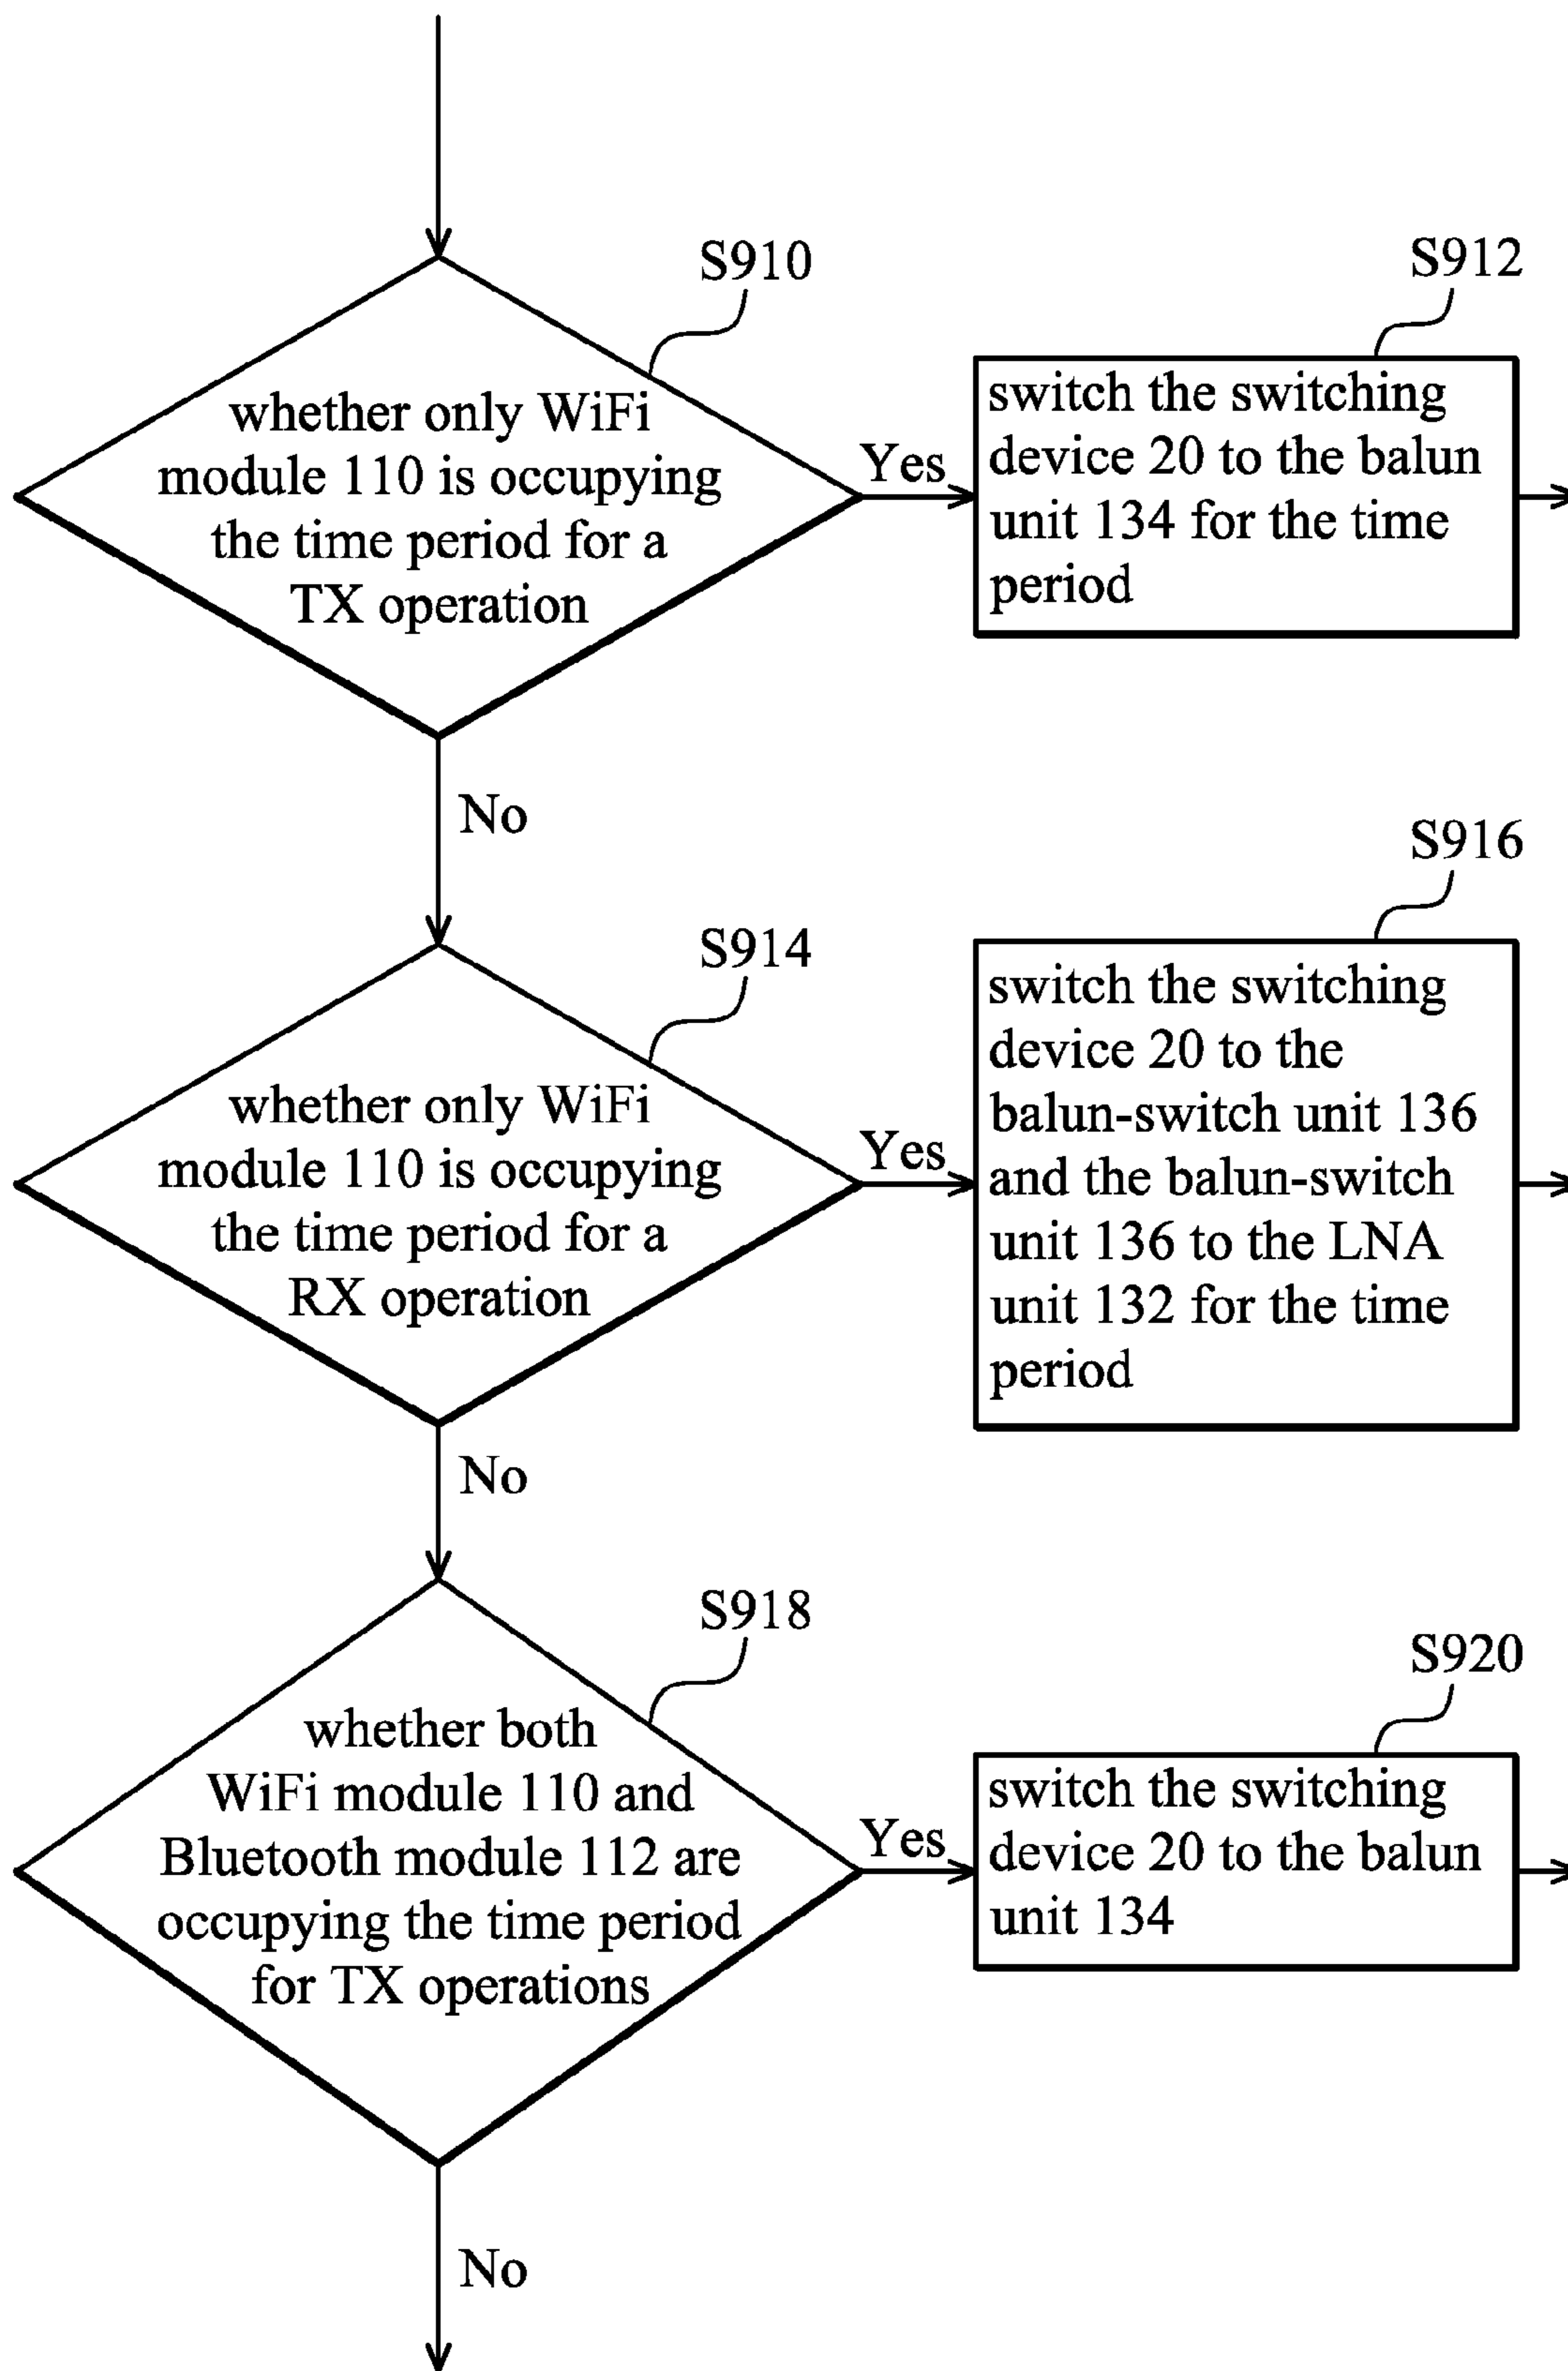 S910
whether only WiFi
module 110 is occupying
the time period for a
TX operation
Yes
S912
switch the switching
device 20 to the balun
unit 134 for the time
period
No
S914
whether only WiFi
module 110 is occupying
the time period for a
RX operation
Yes
S916
switch the switching
device 20 to the
balun-switch unit 136
and the balun-switch
unit 136 to the LNA
unit 132 for the time
period
No
S918
whether both
WiFi module 110 and
Bluetooth module 112 are
occupying the time period
for TX operations
Yes
S920
switch the switching
device 20 to the balun
unit 134
No